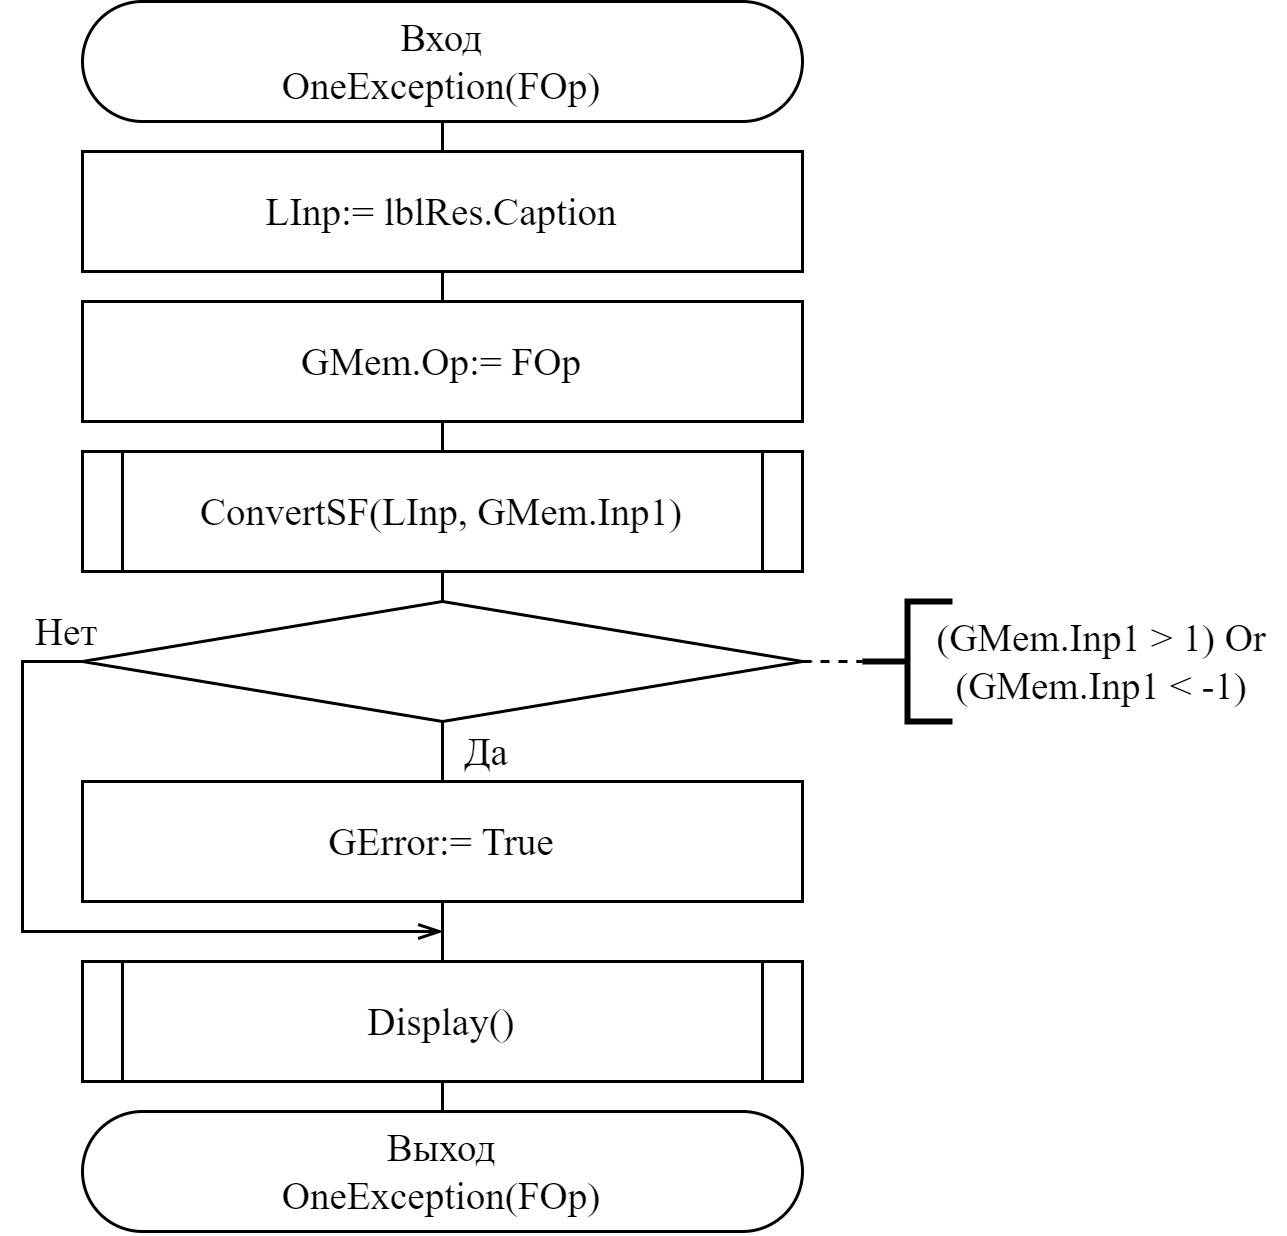 Вход
OneException(FOp)
LInp:= lblRes.Caption
GMem.Op:= FOp
ConvertSF(LInp, GMem.Inp1)
Нет
(GMem.Inp1 > 1) Or
(GMem.Inp1 < -1)
Да
GError:= True
Display()
Выход
OneException(FOp)